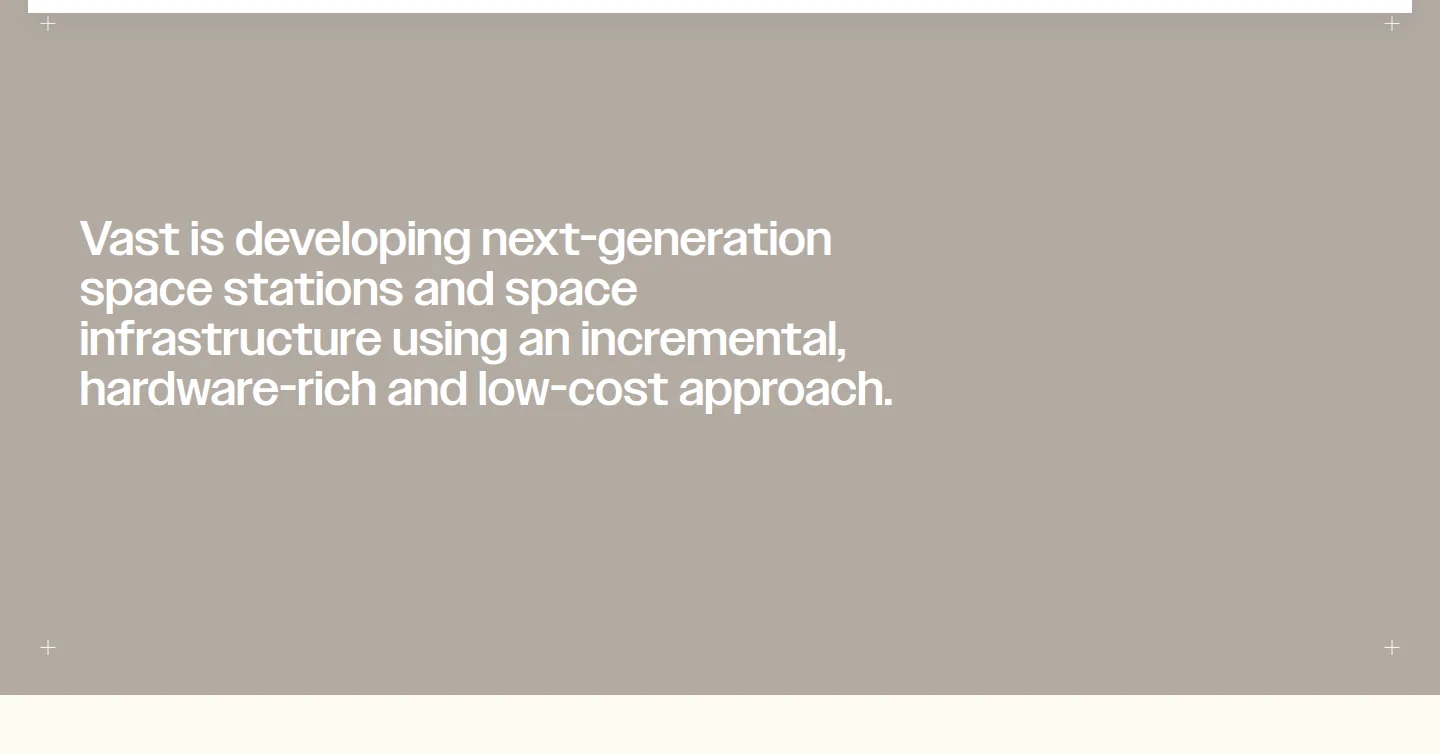 Vast is developing next-generation
space stations and space
infrastructure using an incremental,
hardware-rich and low-cost approach.